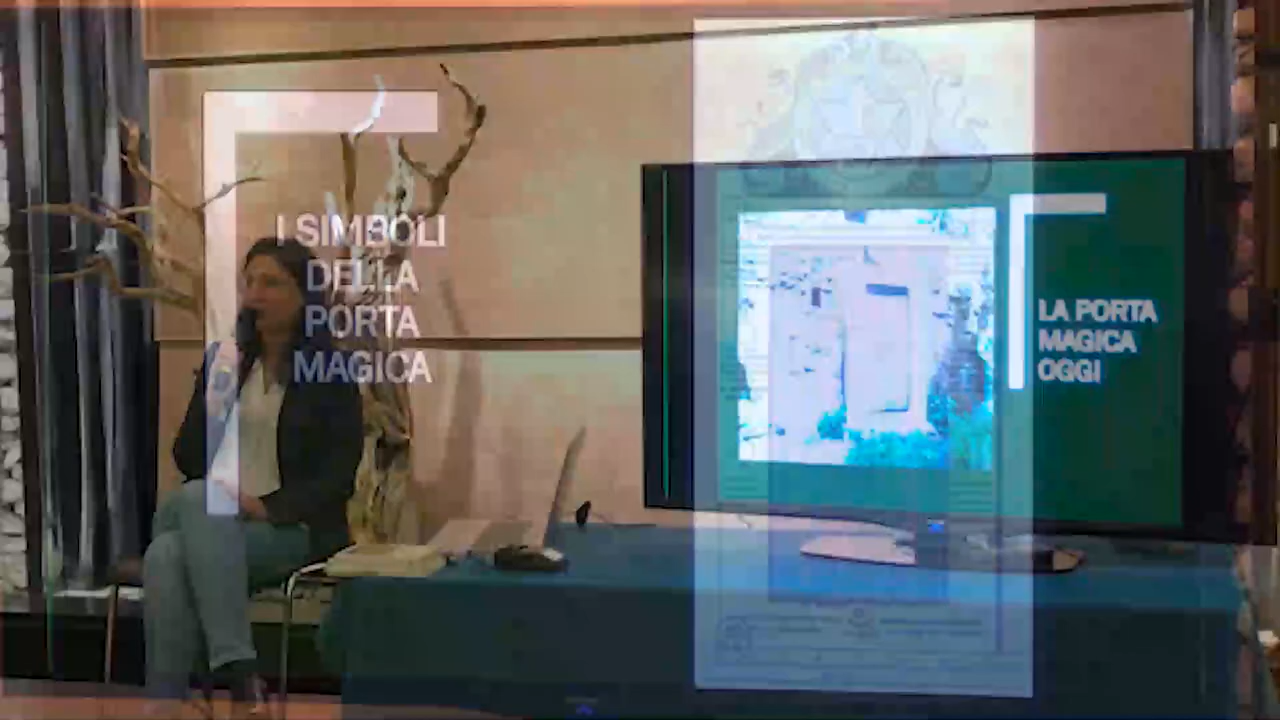 I SIMBOLI
DELLA
PORTA
MAGICA
LA PORTA
MAGICA
OGGI